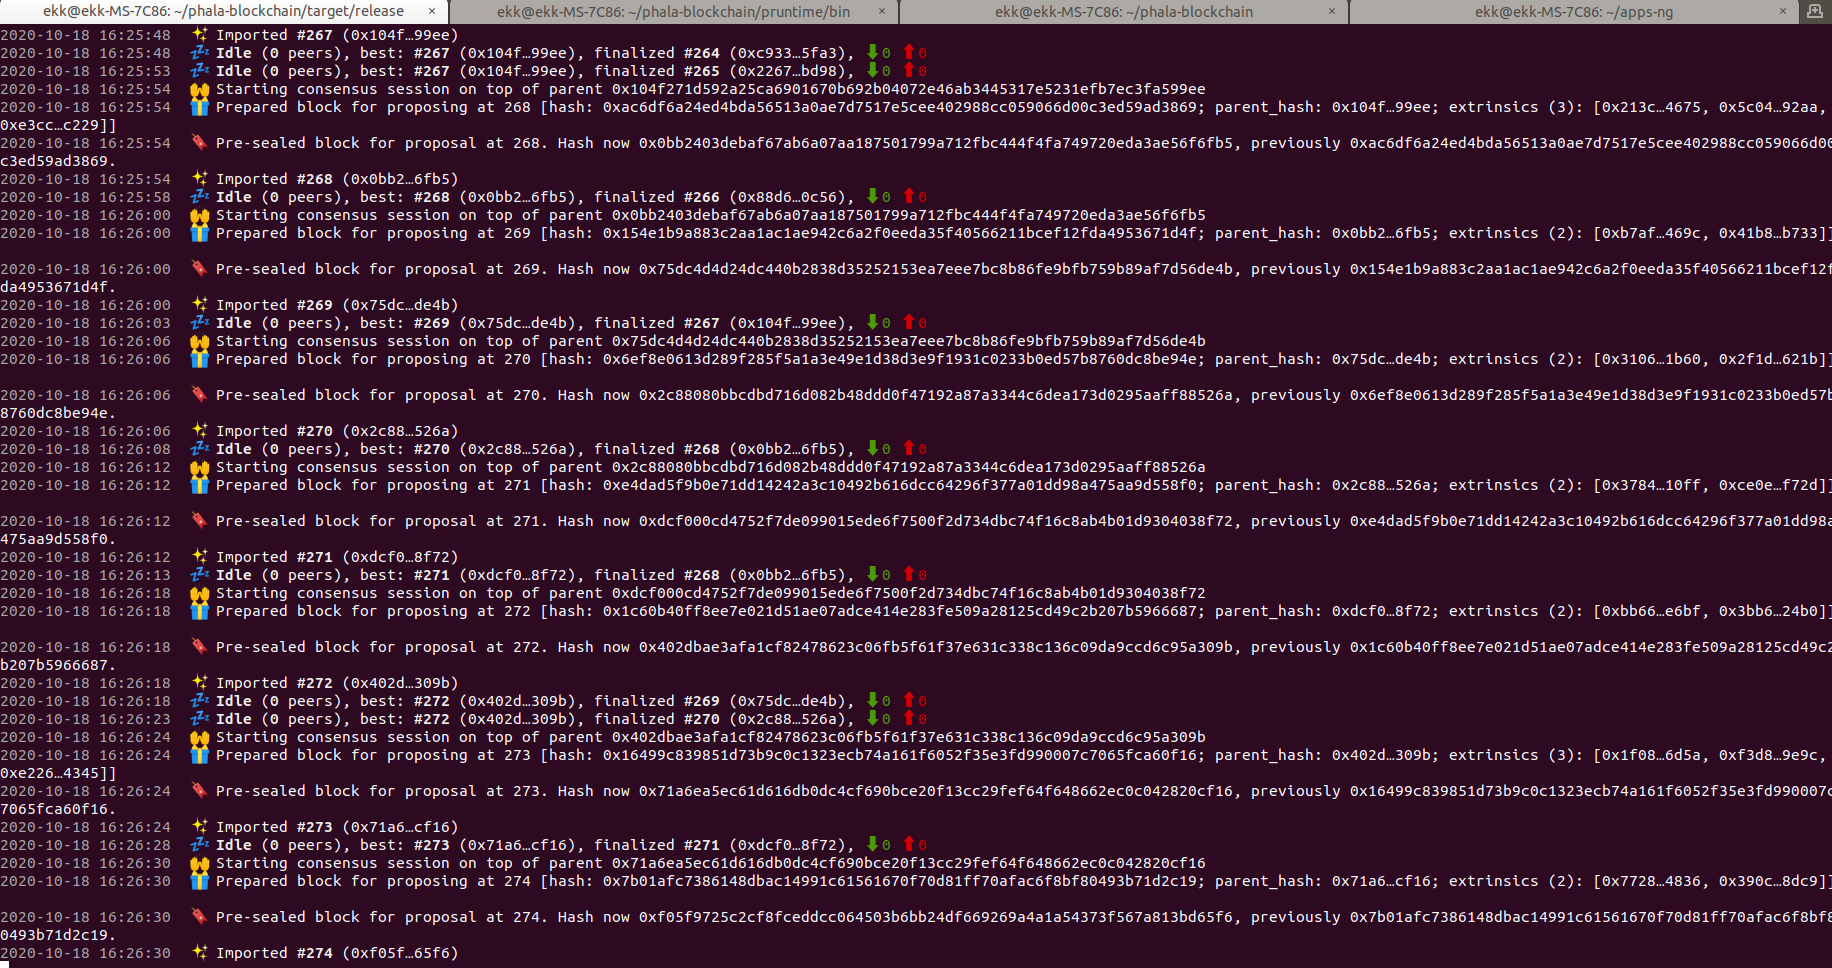 ekk@ekk-MS-7C86: ~/phala-blockchain/target/release × ekk@ekk-MS-7C86: ~/phala-blockchain/pruntime/bin × ekk@ekk-MS-7C86: ~/phala-blockchain × ekk@ekk-MS-7C86: ~/apps-ng ×
2020-10-18 16:25:48 ✨ Imported #267 (0x104f…99ee)
2020-10-18 16:25:48 💤 Idle (0 peers), best: #267 (0x104f…99ee), finalized #264 (0xc933…5fa3), ⬇0 ⬆0
2020-10-18 16:25:53 💤 Idle (0 peers), best: #267 (0x104f…99ee), finalized #265 (0x2267…bd98), ⬇0 ⬆0
2020-10-18 16:25:54 🙌 Starting consensus session on top of parent 0x104f271d592a25ca6901670b692b04072e46ab3445317e5231efb7ec3fa599ee
2020-10-18 16:25:54 🎁 Prepared block for proposing at 268 [hash: 0xac6df6a24ed4bda56513a0ae7d7517e5cee402988cc059066d00c3ed59ad3869; parent_hash: 0x104f…99ee; extrinsics (3): [0x213c…4675, 0x5c04…92aa,
0xe3cc…c229]]
2020-10-18 16:25:54 🔖 Pre-sealed block for proposal at 268. Hash now 0x0bb2403debaf67ab6a07aa187501799a712fbc444f4fa749720eda3ae56f6fb5, previously 0xac6df6a24ed4bda56513a0ae7d7517e5cee402988cc059066d00
c3ed59ad3869.
2020-10-18 16:25:54 ✨ Imported #268 (0x0bb2…6fb5)
2020-10-18 16:25:58 💤 Idle (0 peers), best: #268 (0x0bb2…6fb5), finalized #266 (0x88d6…0c56), ⬇0 ⬆0
2020-10-18 16:26:00 🙌 Starting consensus session on top of parent 0x0bb2403debaf67ab6a07aa187501799a712fbc444f4fa749720eda3ae56f6fb5
2020-10-18 16:26:00 🎁 Prepared block for proposing at 269 [hash: 0x154e1b9a883c2aa1ac1ae942c6a2f0eeda35f40566211bcef12fda4953671d4f; parent_hash: 0x0bb2…6fb5; extrinsics (2): [0xb7af…469c, 0x41b8…b733]]
2020-10-18 16:26:00 🔖 Pre-sealed block for proposal at 269. Hash now 0x75dc4d4d24dc440b2838d35252153ea7eee7bc8b86fe9bfb759b89af7d56de4b, previously 0x154e1b9a883c2aa1ac1ae942c6a2f0eeda35f40566211bcef12f
da4953671d4f.
2020-10-18 16:26:00 ✨ Imported #269 (0x75dc…de4b)
2020-10-18 16:26:03 💤 Idle (0 peers), best: #269 (0x75dc…de4b), finalized #267 (0x104f…99ee), ⬇0 ⬆0
2020-10-18 16:26:06 🙌 Starting consensus session on top of parent 0x75dc4d4d24dc440b2838d35252153ea7eee7bc8b86fe9bfb759b89af7d56de4b
2020-10-18 16:26:06 🎁 Prepared block for proposing at 270 [hash: 0x6ef8e0613d289f285f5a1a3e49e1d38d3e9f1931c0233b0ed57b8760dc8be94e; parent_hash: 0x75dc…de4b; extrinsics (2): [0x3106…1b60, 0x2f1d…621b]]
2020-10-18 16:26:06 🔖 Pre-sealed block for proposal at 270. Hash now 0x2c88080bbcdbd716d082b48ddd0f47192a87a3344c6dea173d0295aaff88526a, previously 0x6ef8e0613d289f285f5a1a3e49e1d38d3e9f1931c0233b0ed57b
8760dc8be94e.
2020-10-18 16:26:06 ✨ Imported #270 (0x2c88…526a)
2020-10-18 16:26:08 💤 Idle (0 peers), best: #270 (0x2c88…526a), finalized #268 (0x0bb2…6fb5), ⬇0 ⬆0
2020-10-18 16:26:12 🙌 Starting consensus session on top of parent 0x2c88080bbcdbd716d082b48ddd0f47192a87a3344c6dea173d0295aaff88526a
2020-10-18 16:26:12 🎁 Prepared block for proposing at 271 [hash: 0xe4dad5f9b0e71dd14242a3c10492b616dcc64296f377a01dd98a475aa9d558f0; parent_hash: 0x2c88…526a; extrinsics (2): [0x3784…10ff, 0xce0e…f72d]]
2020-10-18 16:26:12 🔖 Pre-sealed block for proposal at 271. Hash now 0xdcf000cd4752f7de099015ede6f7500f2d734dbc74f16c8ab4b01d9304038f72, previously 0xe4dad5f9b0e71dd14242a3c10492b616dcc64296f377a01dd98a
475aa9d558f0.
2020-10-18 16:26:12 ✨ Imported #271 (0xdcf0…8f72)
2020-10-18 16:26:13 💤 Idle (0 peers), best: #271 (0xdcf0…8f72), finalized #268 (0x0bb2…6fb5), ⬇0 ⬆0
2020-10-18 16:26:18 🙌 Starting consensus session on top of parent 0xdcf000cd4752f7de099015ede6f7500f2d734dbc74f16c8ab4b01d9304038f72
2020-10-18 16:26:18 🎁 Prepared block for proposing at 272 [hash: 0x1c60b40ff8ee7e021d51ae07adce414e283fe509a28125cd49c2b207b5966687; parent_hash: 0xdcf0…8f72; extrinsics (2): [0xbb66…e6bf, 0x3bb6…24b0]]
2020-10-18 16:26:18 🔖 Pre-sealed block for proposal at 272. Hash now 0x402dbae3afa1cf82478623c06fb5f61f37e631c338c136c09da9ccd6c95a309b, previously 0x1c60b40ff8ee7e021d51ae07adce414e283fe509a28125cd49c2
b207b5966687.
2020-10-18 16:26:18 ✨ Imported #272 (0x402d…309b)
2020-10-18 16:26:18 💤 Idle (0 peers), best: #272 (0x402d…309b), finalized #269 (0x75dc…de4b), ⬇0 ⬆0
2020-10-18 16:26:23 💤 Idle (0 peers), best: #272 (0x402d…309b), finalized #270 (0x2c88…526a), ⬇0 ⬆0
2020-10-18 16:26:24 🙌 Starting consensus session on top of parent 0x402dbae3afa1cf82478623c06fb5f61f37e631c338c136c09da9ccd6c95a309b
2020-10-18 16:26:24 🎁 Prepared block for proposing at 273 [hash: 0x16499c839851d73b9c0c1323ecb74a161f6052f35e3fd990007c7065fca60f16; parent_hash: 0x402d…309b; extrinsics (3): [0x1f08…6d5a, 0xf3d8…9e9c,
0xe226…4345]]
2020-10-18 16:26:24 🔖 Pre-sealed block for proposal at 273. Hash now 0x71a6ea5ec61d616db0dc4cf690bce20f13cc29fef64f648662ec0c042820cf16, previously 0x16499c839851d73b9c0c1323ecb74a161f6052f35e3fd990007c
7065fca60f16.
2020-10-18 16:26:24 ✨ Imported #273 (0x71a6…cf16)
2020-10-18 16:26:28 💤 Idle (0 peers), best: #273 (0x71a6…cf16), finalized #271 (0xdcf0…8f72), ⬇0 ⬆0
2020-10-18 16:26:30 🙌 Starting consensus session on top of parent 0x71a6ea5ec61d616db0dc4cf690bce20f13cc29fef64f648662ec0c042820cf16
2020-10-18 16:26:30 🎁 Prepared block for proposing at 274 [hash: 0x7b01afc7386148dbac14991c61561670f70d81ff70afac6f8bf80493b71d2c19; parent_hash: 0x71a6…cf16; extrinsics (2): [0x7728…4836, 0x390c…8dc9]]
2020-10-18 16:26:30 🔖 Pre-sealed block for proposal at 274. Hash now 0xf05f9725c2cf8fceddcc064503b6bb24df669269a4a1a54373f567a813bd65f6, previously 0x7b01afc7386148dbac14991c61561670f70d81ff70afac6f8bf8
0493b71d2c19.
2020-10-18 16:26:30 ✨ Imported #274 (0xf05f…65f6)